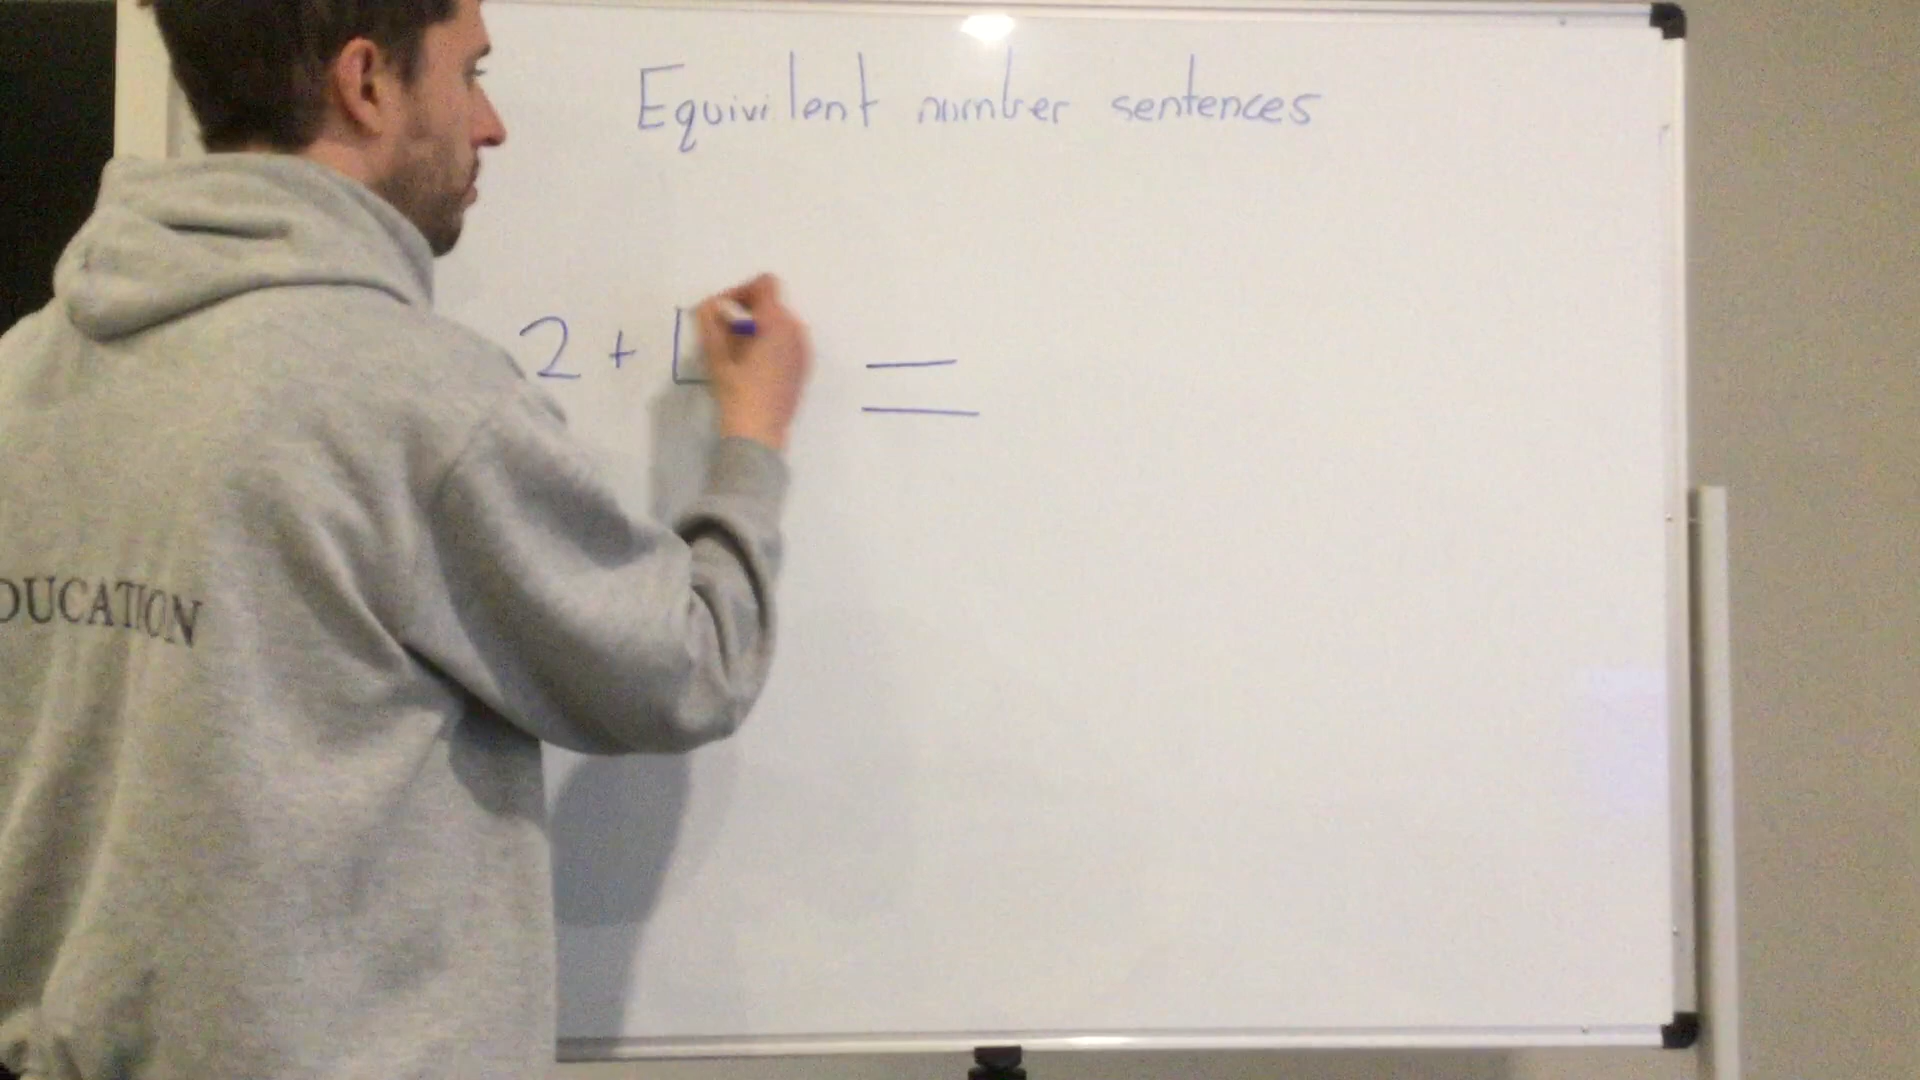 Equivilent number sentences
2 + =
DUCATION